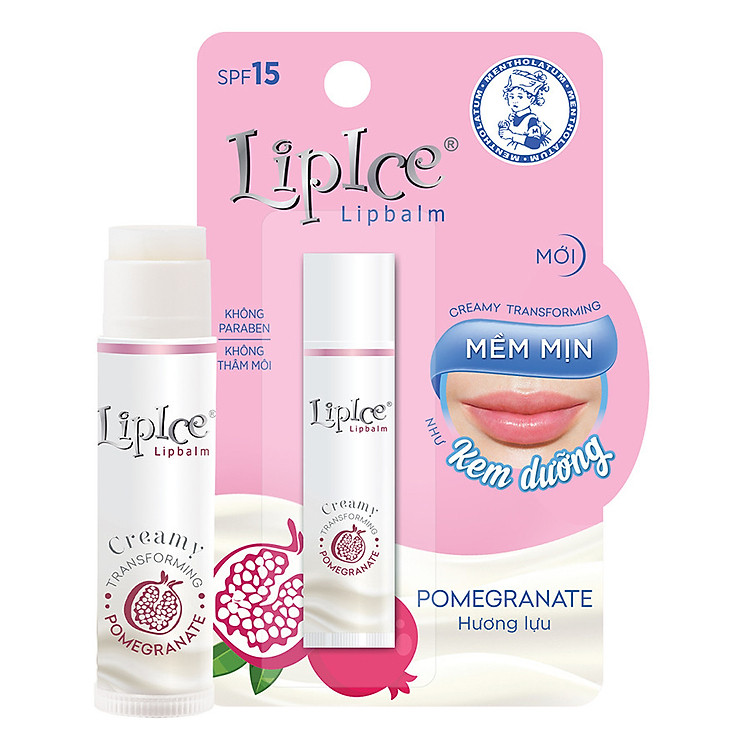 SPF15
MENTHOLATUM MENTHOLATUM MENTHOLATUM
M
LipIce®
Lipbalm
MỚI
KHÔNG
PARABEN
KHÔNG
THÂM MÔI
CREAMY TRANSFORMING
MỀM MỊN
NHƯ
Kem dưỡng
LipIce®
Lipbalm
Creamy
TRANSFORMING
POMEGRANATE
LipIce®
Lipbalm
Creamy
TRANSFORMING
POMEGRANATE
POMEGRANATE
Hương lựu